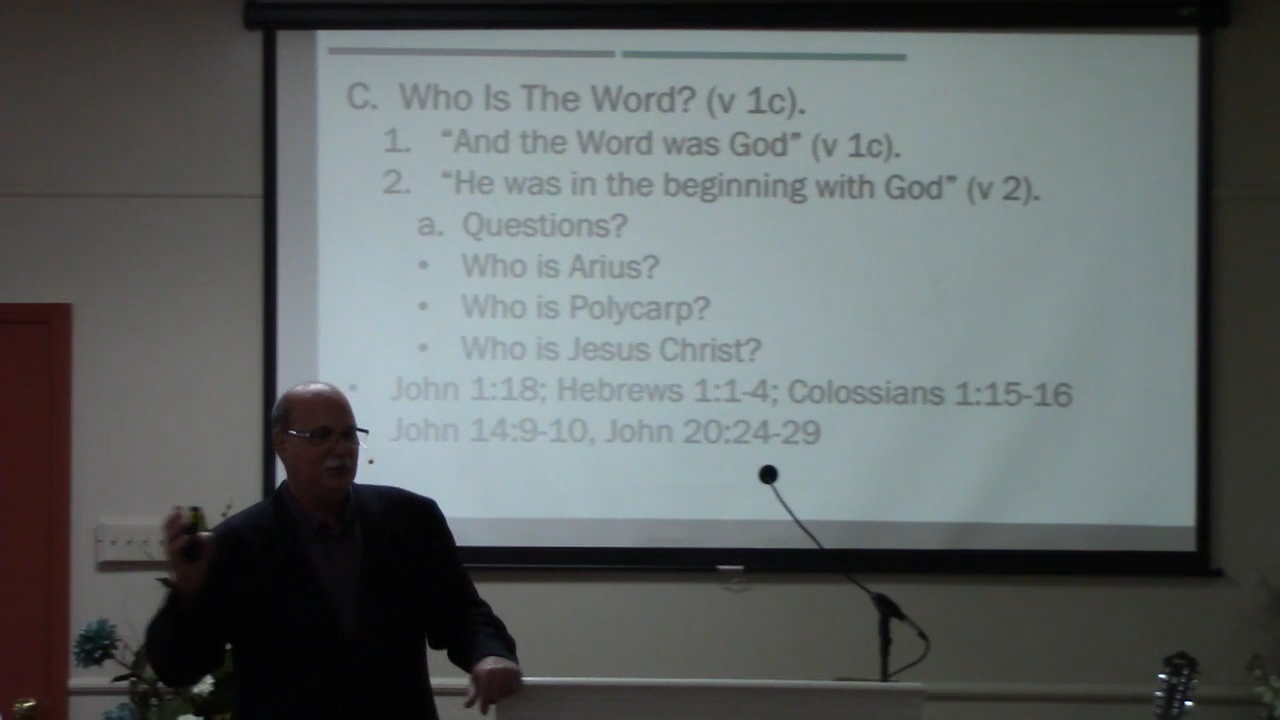 C. Who Is The Word? (v 1c).
1. “And the Word was God” (v 1c).
2. “He was in the beginning with God” (v 2).
a. Questions?
• Who is Arius?
• Who is Polycarp?
• Who is Jesus Christ?
• John 1:18; Hebrews 1:1-4; Colossians 1:15-16
John 14:9-10, John 20:24-29